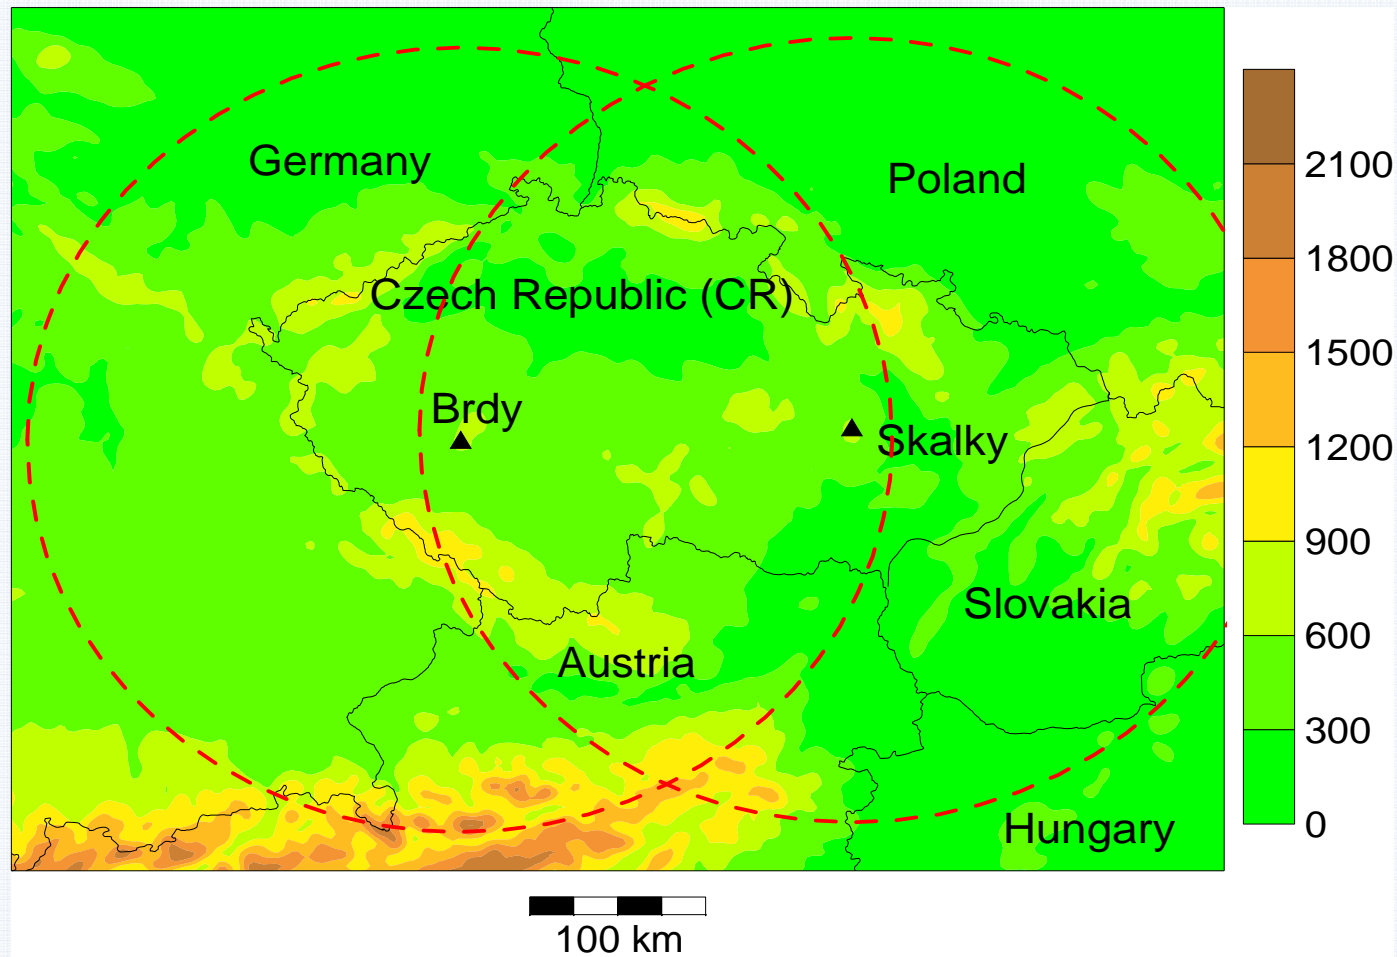 Germany
Poland
Czech Republic (CR)
Brdy
Skalky
Slovakia
Austria
Hungary
2100
1800
1500
1200
900
600
300
0
100 km